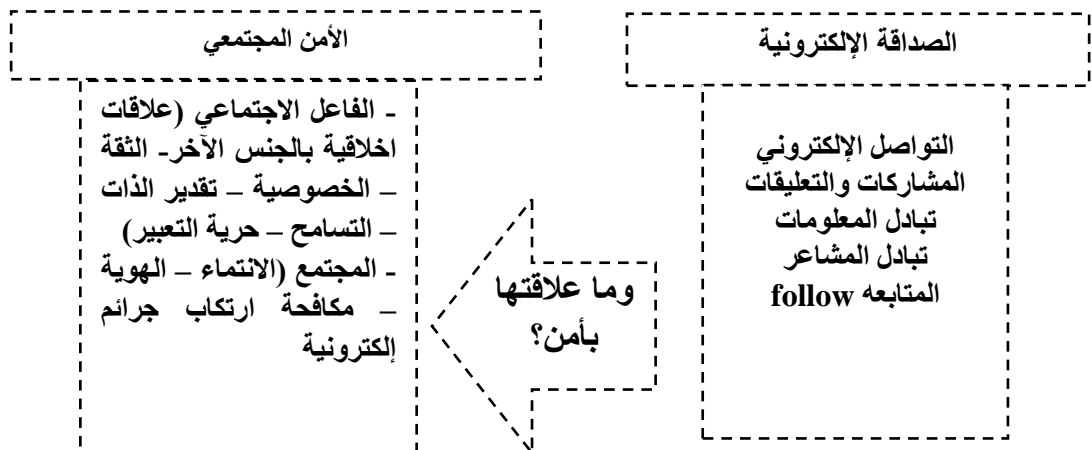 الصداقة الإلكترونية
التواصل الإلكتروني
المشاركات والتعليقات
تبادل المعلومات
تبادل المشاعر
المتابعه follow
وما علاقتها
بأمن؟
الأمن المجتمعي
- الفاعل الاجتماعي (علاقات
اخلاقية بالجنس الآخر- الثقة
– الخصوصية – تقدير الذات
– التسامح – حرية التعبير)
- المجتمع (الانتماء – الهوية
– مكافحة ارتكاب جرائم
إلكترونية